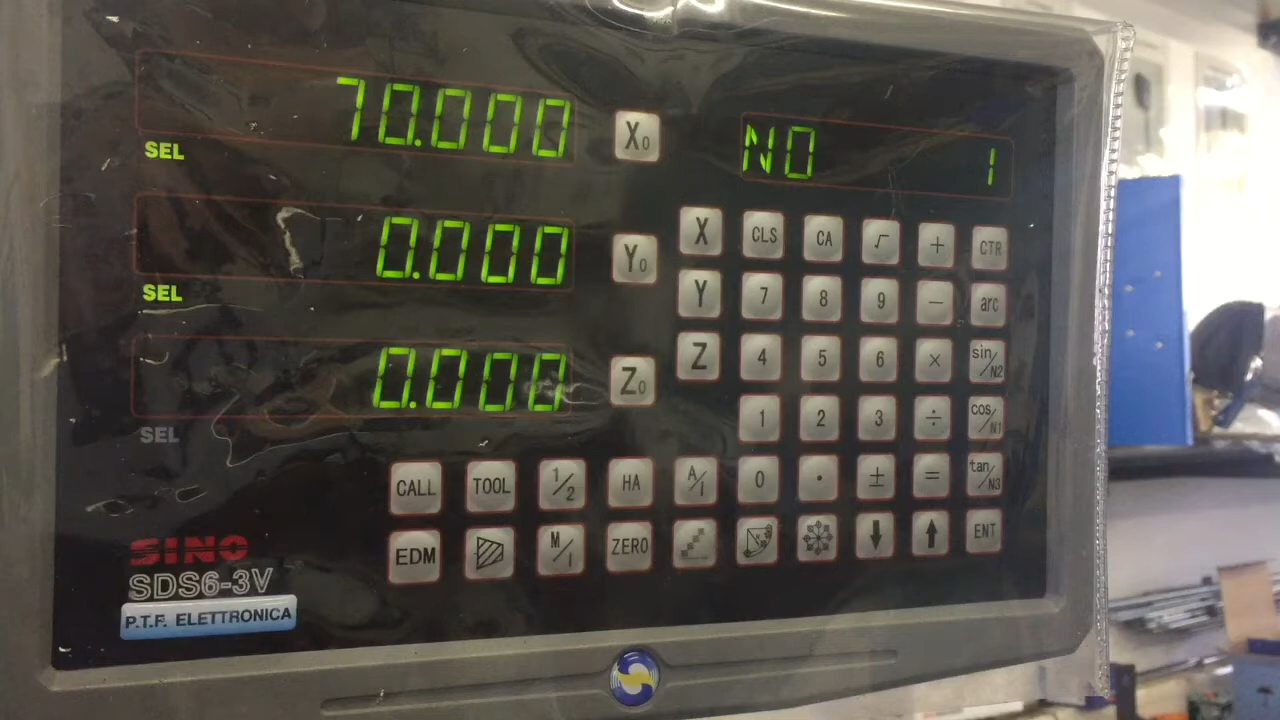 70.000 X0
SEL
NO 1
0.000 Y0
SEL
0.000 Z0
SEL
X CLS CA √ + CTR
Y 7 8 9 − arc
Z 4 5 6 × sin/N2
1 2 3 ÷ cos/N1
CALL TOOL 1/2 HA A/I 0 . ± = tan/N3
EDM M/I ZERO ENT
SINO
SDS6-3V
P.T.F. ELETTRONICA